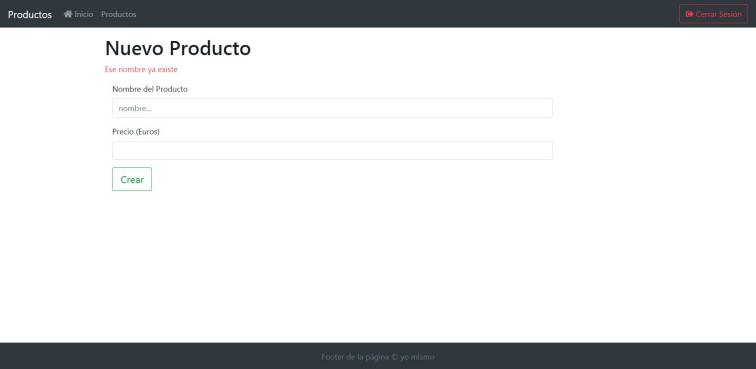 Productos Inicio Productos Cerrar Sesión
Nuevo Producto
Ese nombre ya existe
Nombre del Producto
nombre...
Precio (Euros)
Crear
Footer de la página © yo mismo